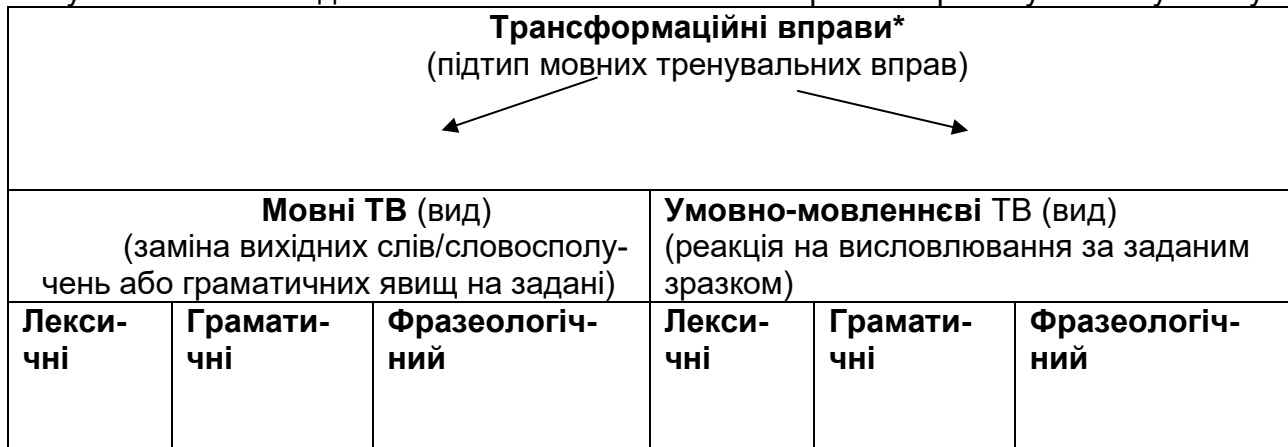 Трансформаційні вправи*
(підтип мовних тренувальних вправ)
Мовні ТВ (вид)
(заміна вихідних слів/словосполу-
чень або граматичних явищ на задані)
Умовно-мовленнєві ТВ (вид)
(реакція на висловлювання за заданим
зразком)
Лекси-
чні
Грамати-
чні
Фразеологіч-
ний
Лекси-
чні
Грамати-
чні
Фразеологіч-
ний